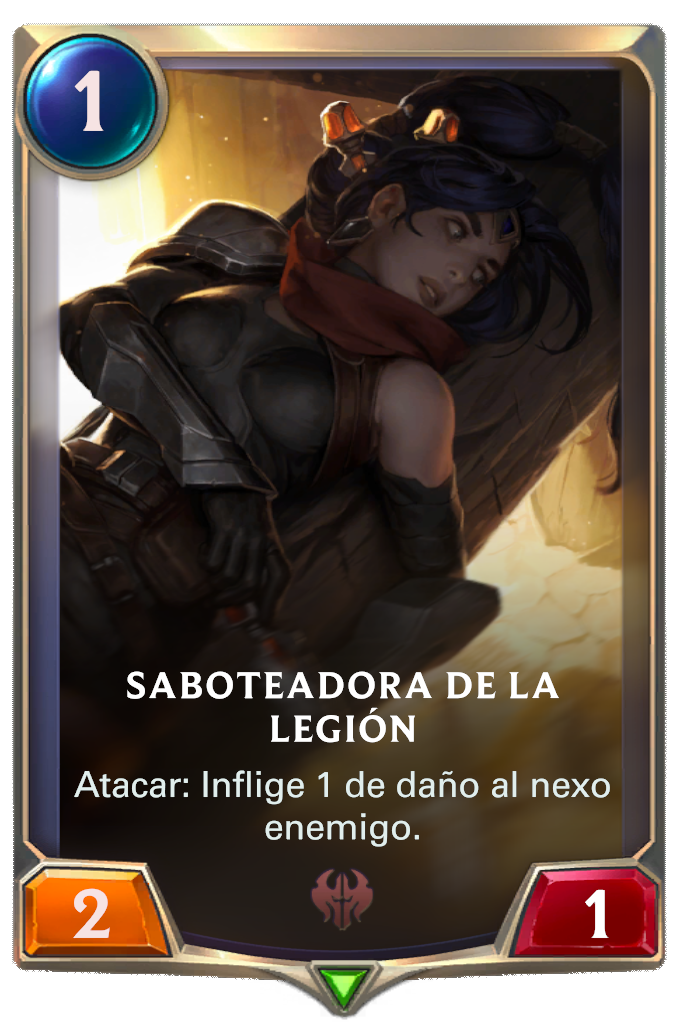 1
SABOTEADORA DE LA
LEGIÓN
Atacar: Inflige 1 de daño al nexo
enemigo.
2
1